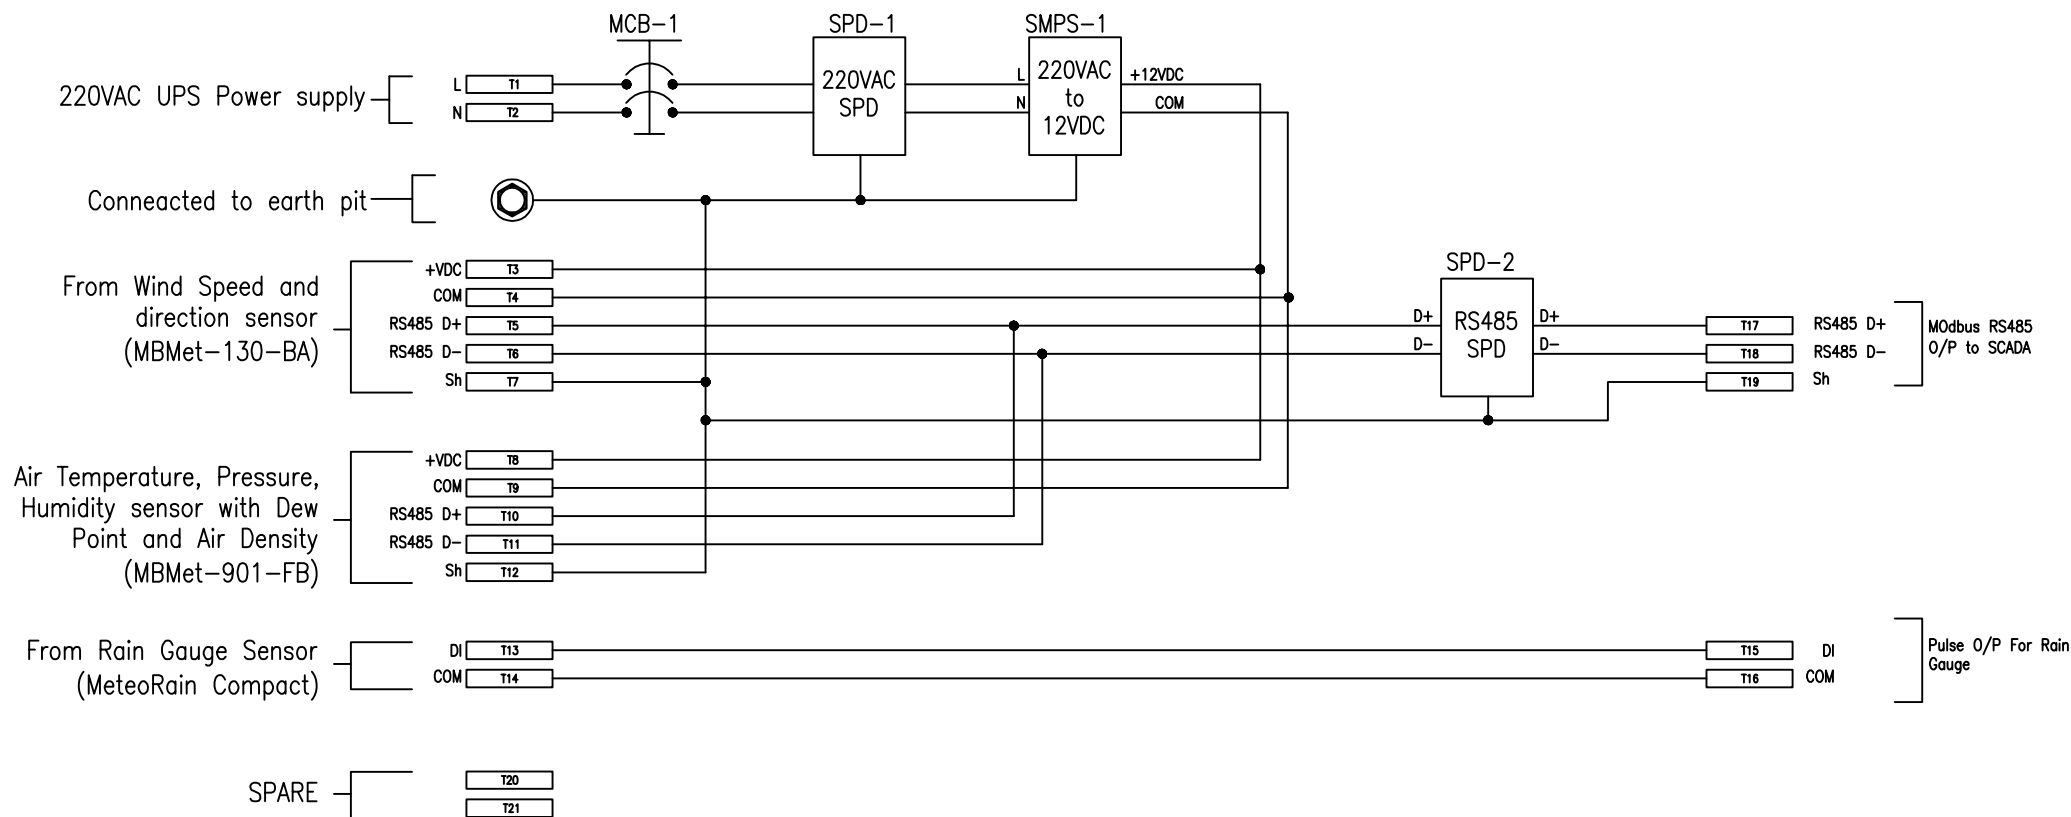 MCB-1
SPD-1
SMPS-1
220VAC UPS Power supply
L
T1
N
T2
220VAC
SPD
L
N
220VAC
to
12VDC
+12VDC
COM
Conneacted to earth pit
From Wind Speed and
direction sensor
(MBMet-130-BA)
+VDC
T3
COM
T4
RS485 D+
T5
RS485 D-
T6
Sh
T7
SPD-2
D+
D-
RS485
SPD
D+
D-
T17
RS485 D+
T18
RS485 D-
T19
Sh
MOdbus RS485
O/P to SCADA
Air Temperature, Pressure,
Humidity sensor with Dew
Point and Air Density
(MBMet-901-FB)
+VDC
T8
COM
T9
RS485 D+
T10
RS485 D-
T11
Sh
T12
From Rain Gauge Sensor
(MeteoRain Compact)
DI
T13
COM
T14
T15
DI
T16
COM
Pulse O/P For Rain
Gauge
SPARE
T20
T21